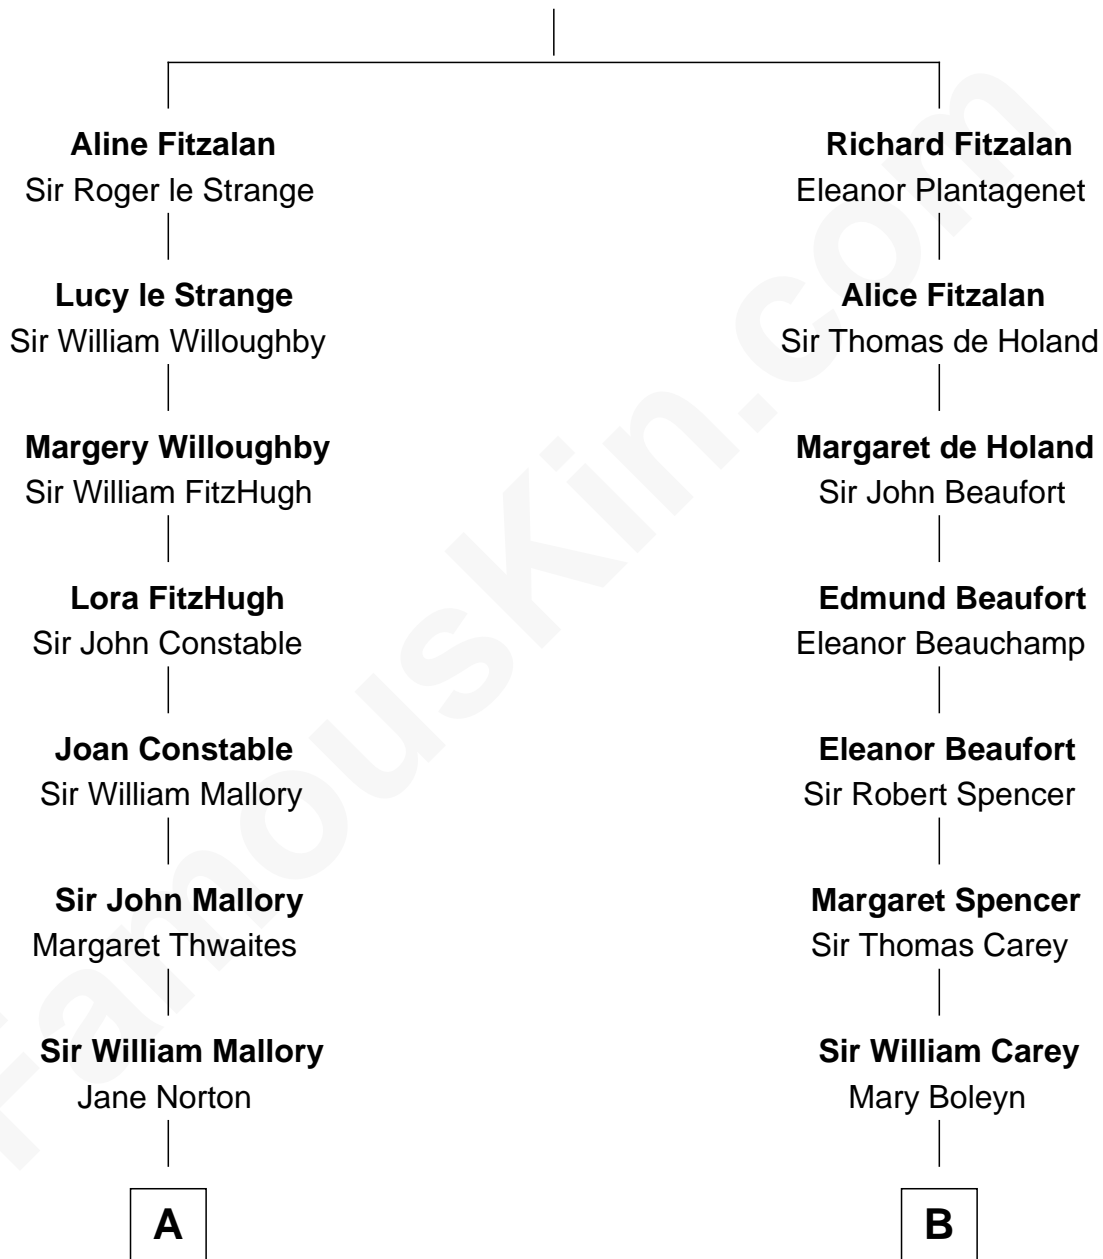 Aline Fitzalan
Sir Roger le Strange
Lucy le Strange
Sir William Willoughby
Margery Willoughby
Sir William FitzHugh
Lora FitzHugh
Sir John Constable
Joan Constable
Sir William Mallory
Sir John Mallory
Margaret Thwaites
Sir William Mallory
Jane Norton
A
Richard Fitzalan
Eleanor Plantagenet
Alice Fitzalan
Sir Thomas de Holand
Margaret de Holand
Sir John Beaufort
Edmund Beaufort
Eleanor Beauchamp
Eleanor Beaufort
Sir Robert Spencer
Margaret Spencer
Sir Thomas Carey
Sir William Carey
Mary Boleyn
B
FamousKin.com